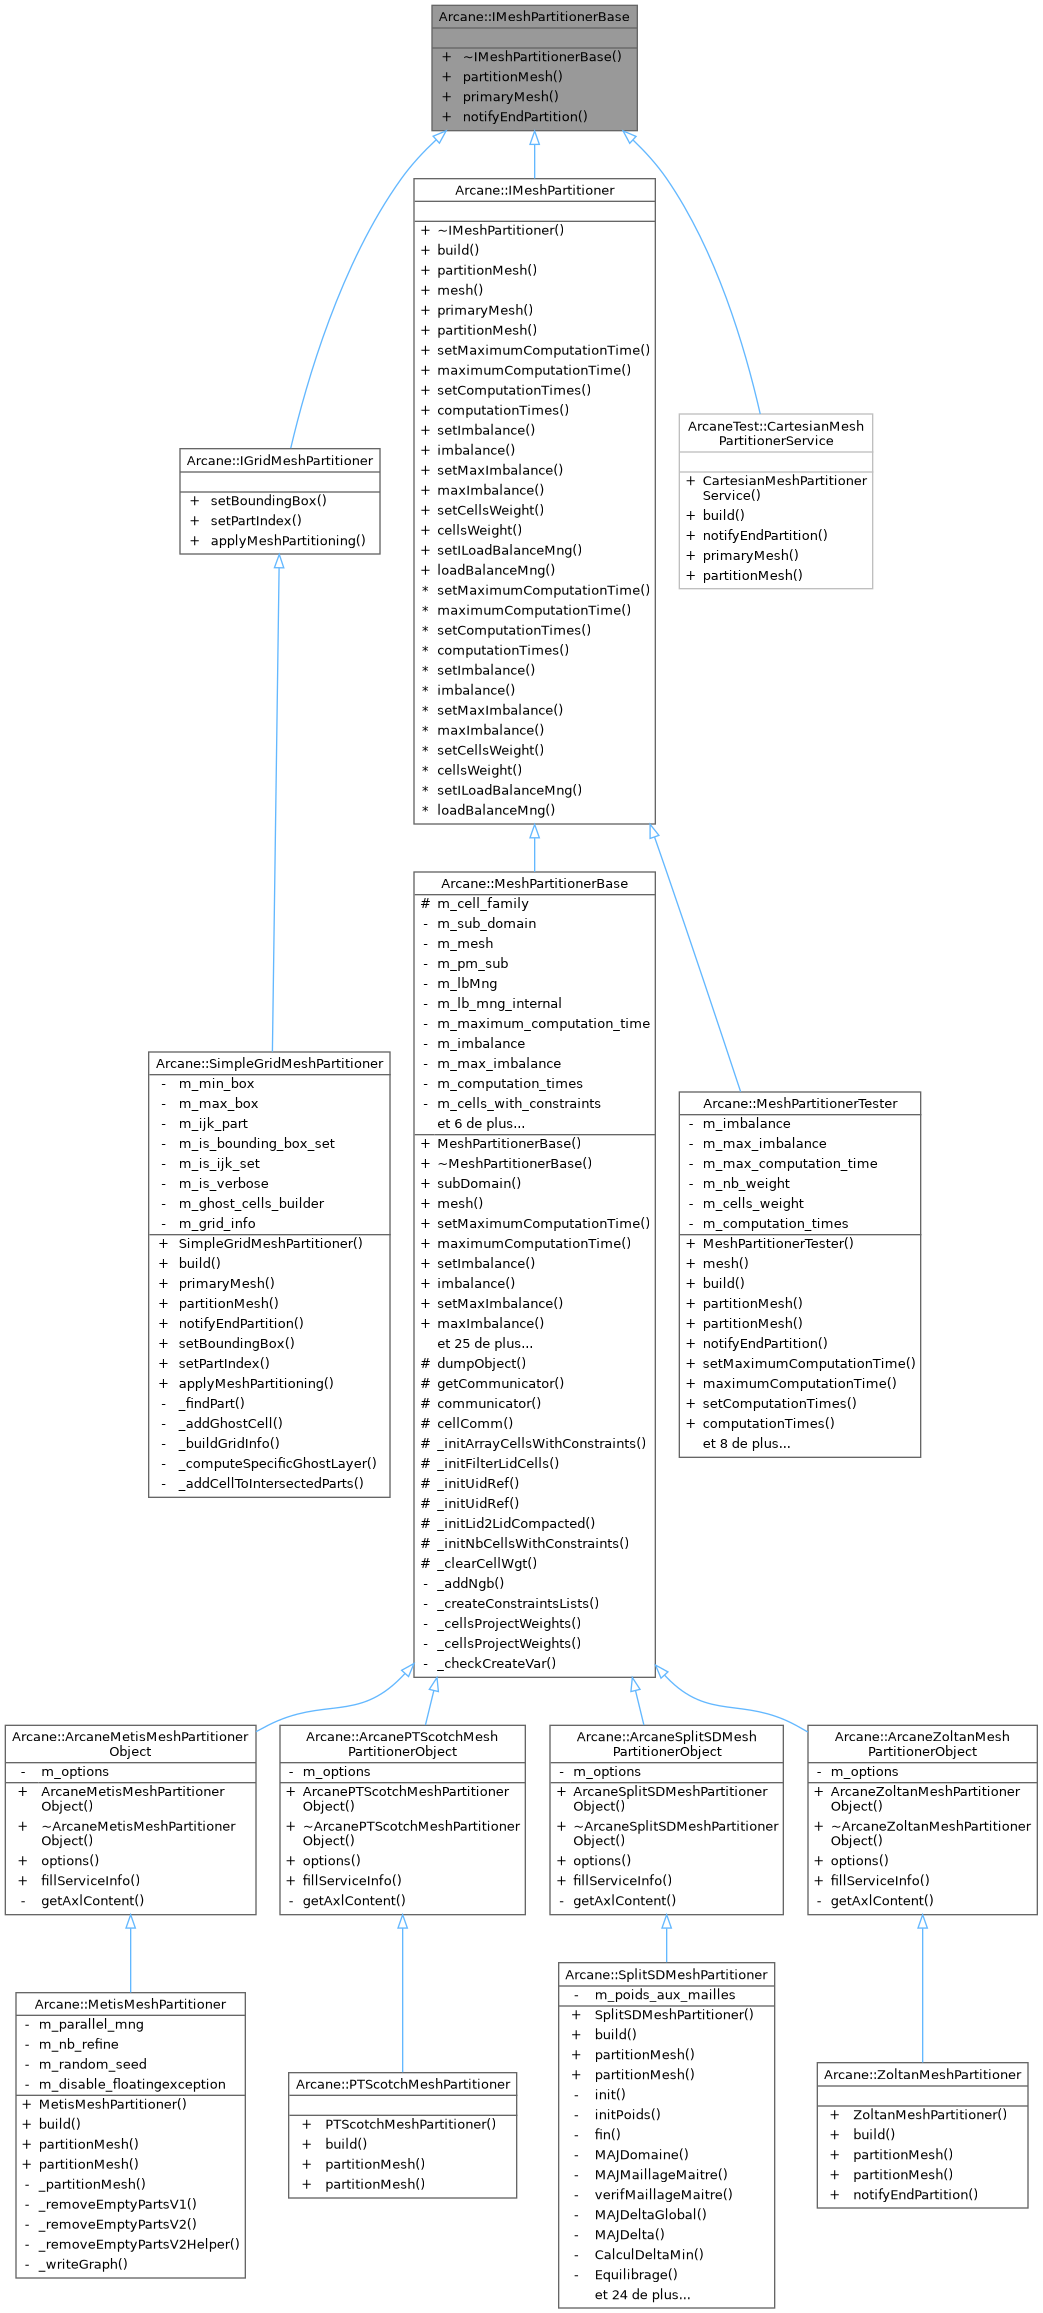 Arcane::IMeshPartitionerBase
+ ~IMeshPartitionerBase()
+ partitionMesh()
+ primaryMesh()
+ notifyEndPartition()
Arcane::IMeshPartitioner
+ ~IMeshPartitioner()
+ build()
+ partitionMesh()
+ mesh()
+ primaryMesh()
+ partitionMesh()
+ setMaximumComputationTime()
+ maximumComputationTime()
+ setComputationTimes()
+ computationTimes()
+ setImbalance()
+ imbalance()
+ setMaxImbalance()
+ maxImbalance()
+ setCellsWeight()
+ cellsWeight()
+ setILoadBalanceMng()
+ loadBalanceMng()
* setMaximumComputationTime()
* maximumComputationTime()
* setComputationTimes()
* computationTimes()
* setImbalance()
* imbalance()
* setMaxImbalance()
* maxImbalance()
* setCellsWeight()
* cellsWeight()
* setILoadBalanceMng()
* loadBalanceMng()
ArcaneTest::CartesianMesh
PartitionerService
+ CartesianMeshPartitioner
Service()
+ build()
+ notifyEndPartition()
+ primaryMesh()
+ partitionMesh()
Arcane::IGridMeshPartitioner
+ setBoundingBox()
+ setPartIndex()
+ applyMeshPartitioning()
Arcane::MeshPartitionerBase
# m_cell_family
- m_sub_domain
- m_mesh
- m_pm_sub
- m_lbMng
- m_lb_mng_internal
- m_maximum_computation_time
- m_imbalance
- m_max_imbalance
- m_computation_times
- m_cells_with_constraints
et 6 de plus...
+ MeshPartitionerBase()
+ ~MeshPartitionerBase()
+ subDomain()
+ mesh()
+ setMaximumComputationTime()
+ maximumComputationTime()
+ setImbalance()
+ imbalance()
+ setMaxImbalance()
+ maxImbalance()
et 25 de plus...
# dumpObject()
# getCommunicator()
# communicator()
# cellComm()
# _initArrayCellsWithConstraints()
# _initFilterLidCells()
# _initUidRef()
# _initUidRef()
# _initLid2LidCompacted()
# _initNbCellsWithConstraints()
# _clearCellWgt()
- _addNgb()
- _createConstraintsLists()
- _cellsProjectWeights()
- _cellsProjectWeights()
- _checkCreateVar()
Arcane::SimpleGridMeshPartitioner
- m_min_box
- m_max_box
- m_ijk_part
- m_is_bounding_box_set
- m_is_ijk_set
- m_is_verbose
- m_ghost_cells_builder
- m_grid_info
+ SimpleGridMeshPartitioner()
+ build()
+ primaryMesh()
+ partitionMesh()
+ notifyEndPartition()
+ setBoundingBox()
+ setPartIndex()
+ applyMeshPartitioning()
- _findPart()
- _addGhostCell()
- _buildGridInfo()
- _computeSpecificGhostLayer()
- _addCellToIntersectedParts()
Arcane::MeshPartitionerTester
- m_imbalance
- m_max_imbalance
- m_max_computation_time
- m_nb_weight
- m_cells_weight
- m_computation_times
+ MeshPartitionerTester()
+ mesh()
+ build()
+ partitionMesh()
+ partitionMesh()
+ notifyEndPartition()
+ setMaximumComputationTime()
+ maximumComputationTime()
+ setComputationTimes()
+ computationTimes()
et 8 de plus...
Arcane::ArcaneMetisMeshPartitioner
Object
- m_options
+ ArcaneMetisMeshPartitioner
Object()
+ ~ArcaneMetisMeshPartitioner
Object()
+ options()
+ fillServiceInfo()
- getAxlContent()
Arcane::ArcanePTScotchMesh
PartitionerObject
- m_options
+ ArcanePTScotchMeshPartitioner
Object()
+ ~ArcanePTScotchMeshPartitioner
Object()
+ options()
+ fillServiceInfo()
- getAxlContent()
Arcane::ArcaneSplitSDMesh
PartitionerObject
- m_options
+ ArcaneSplitSDMeshPartitioner
Object()
+ ~ArcaneSplitSDMeshPartitioner
Object()
+ options()
+ fillServiceInfo()
- getAxlContent()
Arcane::ArcaneZoltanMesh
PartitionerObject
- m_options
+ ArcaneZoltanMeshPartitioner
Object()
+ ~ArcaneZoltanMeshPartitioner
Object()
+ options()
+ fillServiceInfo()
- getAxlContent()
Arcane::MetisMeshPartitioner
- m_parallel_mng
- m_nb_refine
- m_random_seed
- m_disable_floatingexception
+ MetisMeshPartitioner()
+ build()
+ partitionMesh()
+ partitionMesh()
- _partitionMesh()
- _removeEmptyPartsV1()
- _removeEmptyPartsV2()
- _removeEmptyPartsV2Helper()
- _writeGraph()
Arcane::PTScotchMeshPartitioner
+ PTScotchMeshPartitioner()
+ build()
+ partitionMesh()
+ partitionMesh()
Arcane::SplitSDMeshPartitioner
- m_poids_aux_mailles
+ SplitSDMeshPartitioner()
+ build()
+ partitionMesh()
+ partitionMesh()
- init()
- initPoids()
- fin()
- MAJDomaine()
- MAJMaillageMaitre()
- verifMaillageMaitre()
- MAJDeltaGlobal()
- MAJDelta()
- CalculDeltaMin()
- Equilibrage()
et 24 de plus...
Arcane::ZoltanMeshPartitioner
+ ZoltanMeshPartitioner()
+ build()
+ partitionMesh()
+ partitionMesh()
+ notifyEndPartition()